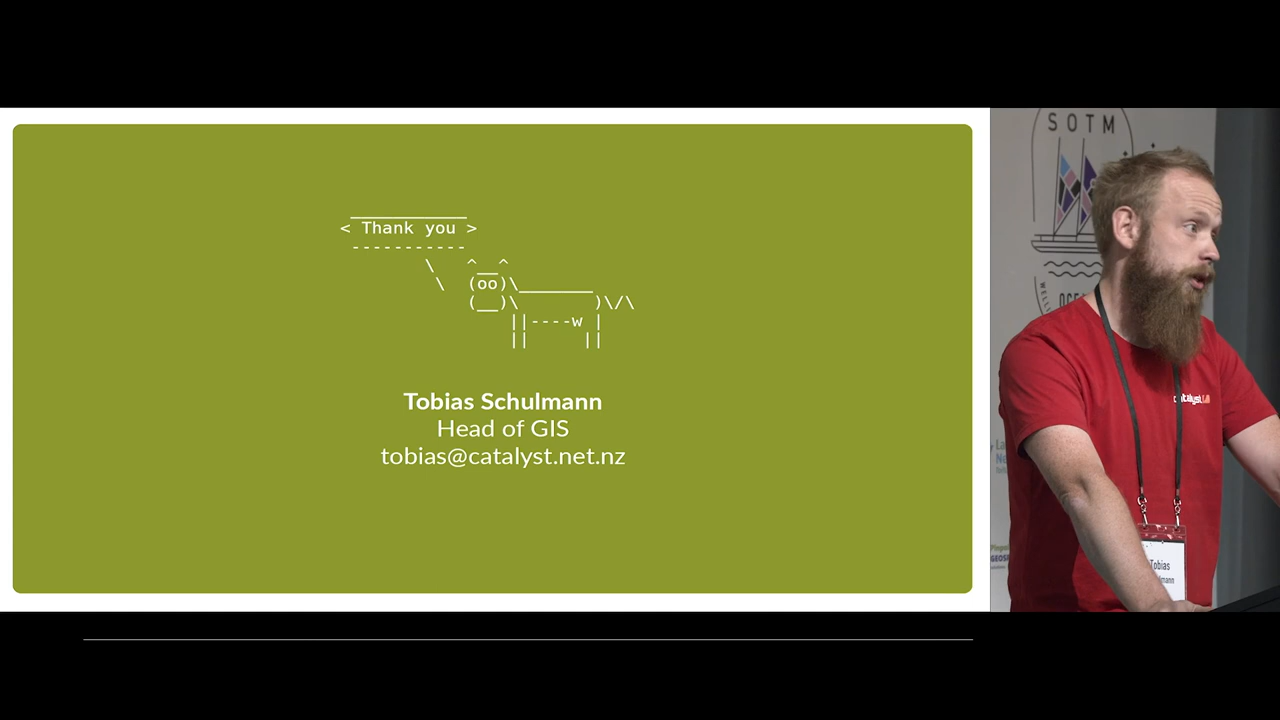 ___________
< Thank you >
 -----------
        \   ^__^
         \  (oo)\_______
            (__)\       )\/\
                ||----w |
                ||     ||
Tobias Schulmann
Head of GIS
tobias@catalyst.net.nz
SOTM
Tobias